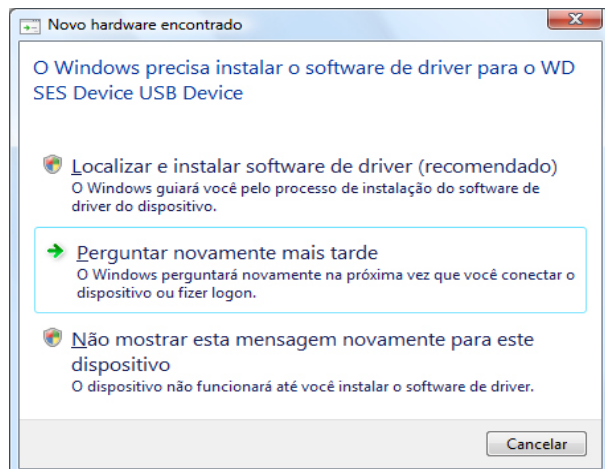 Novo hardware encontrado
O Windows precisa instalar o software de driver para o WD
SES Device USB Device
Localizar e instalar software de driver (recomendado)
O Windows guiará você pelo processo de instalação do software de
driver do dispositivo.
Perguntar novamente mais tarde
O Windows perguntará novamente na próxima vez que você conectar o
dispositivo ou fizer logon.
Não mostrar esta mensagem novamente para este
dispositivo
O dispositivo não funcionará até você instalar o software de driver.
Cancelar